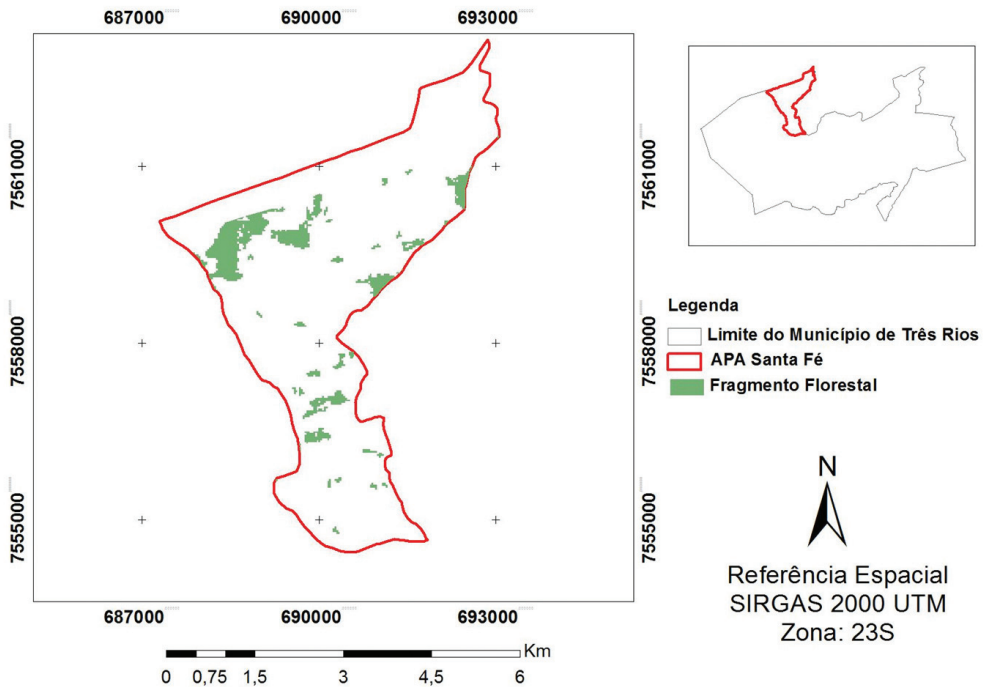 687000 690000 693000
7561000
7558000
7555000
7561000
7558000
7555000
687000 690000 693000
0 0,75 1,5 3 4,5 6
Km
Legenda
Limite do Município de Três Rios
APA Santa Fé
Fragmento Florestal
N
Referência Espacial
SIRGAS 2000 UTM
Zona: 23S